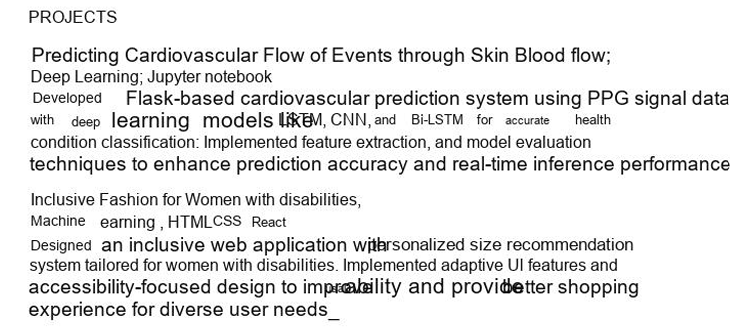 PROJECTS
Predicting Cardiovascular Flow of Events through Skin Blood flow;
Deep Learning; Jupyter notebook
Developed Flask-based cardiovascular prediction system using PPG signal data
with deep learning models like LSTM, CNN, and Bi-LSTM for accurate health
condition classification: Implemented feature extraction, and model evaluation
techniques to enhance prediction accuracy and real-time inference performance
Inclusive Fashion for Women with disabilities,
Machine earning , HTML CSS React
Designed an inclusive web application with personalized size recommendation
system tailored for women with disabilities. Implemented adaptive UI features and
accessibility-focused design to improve ability and provide better shopping
experience for diverse user needs_